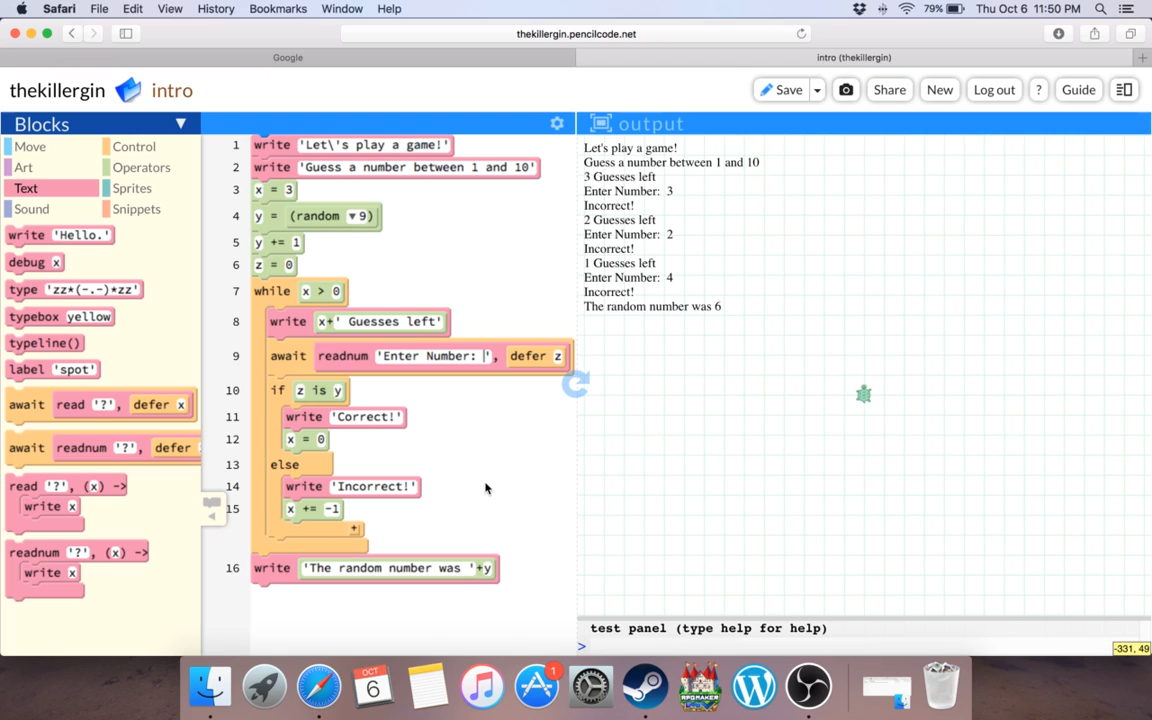 Safari File Edit View History Bookmarks Window Help 79% Thu Oct 6 11:50 PM
thekillergin.pencilcode.net
Google intro (thekillergin)
thekillergin intro Save Share New Log out ? Guide
Blocks output
Move Control
Art Operators
Text Sprites
Sound Snippets
write 'Hello.'
debug x
type 'zz*(-.-)*zz'
typebox yellow
typeline()
label 'spot'
await read '?', defer x
await readnum '?', defer
read '?', (x) ->
write x
readnum '?', (x) ->
write x
1 write 'Let\'s play a game!'
2 write 'Guess a number between 1 and 10'
3 x = 3
4 y = (random 9)
5 y += 1
6 z = 0
7 while x > 0
8 write x+' Guesses left'
9 await readnum 'Enter Number: ', defer z
10 if z is y
11 write 'Correct!'
12 x = 0
13 else
14 write 'Incorrect!'
15 x += -1
16 write 'The random number was '+y
Let's play a game!
Guess a number between 1 and 10
3 Guesses left
Enter Number: 3
Incorrect!
2 Guesses left
Enter Number: 2
Incorrect!
1 Guesses left
Enter Number: 4
Incorrect!
The random number was 6
test panel (type help for help)
>
-331, 49
OCT
6
1
RPGMAKER